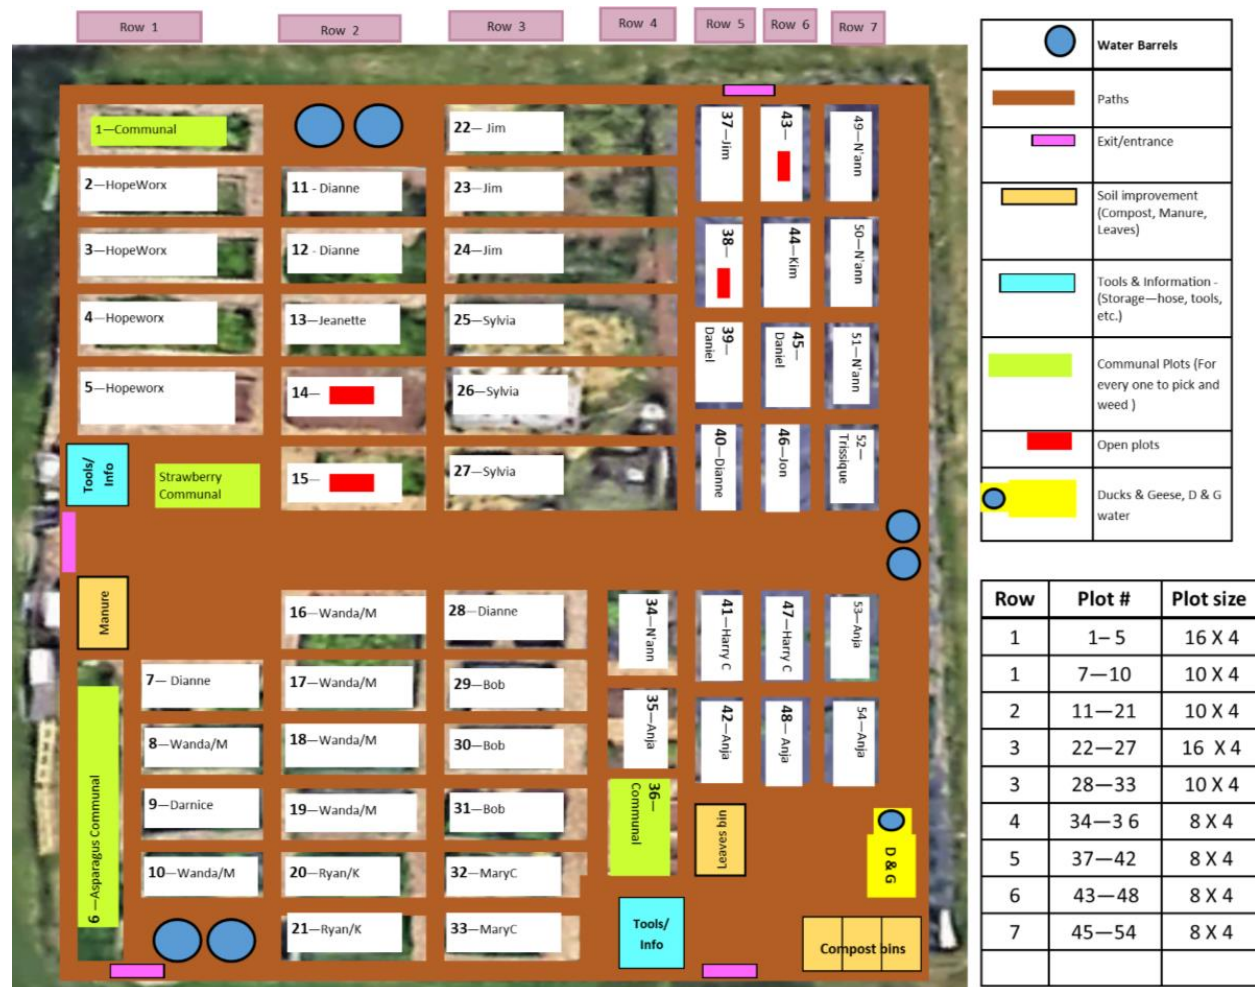 Row 1
Row 2
Row 3
Row 4
Row 5
Row 6
Row 7
1—Communal
2—HopeWorx
3—HopeWorx
4—Hopeworx
5—Hopeworx
Tools/
Info
Strawberry
Communal
Manure
6 —Asparagus Communal
7— Dianne
8—Wanda/M
9—Darnice
10—Wanda/M
11 - Dianne
12 - Dianne
13—Jeanette
14—
15—
16—Wanda/M
17—Wanda/M
18—Wanda/M
19—Wanda/M
20—Ryan/K
21—Ryan/K
22— Jim
23—Jim
24—Jim
25—Sylvia
26—Sylvia
27—Sylvia
28—Dianne
29—Bob
30—Bob
31—Bob
32—MaryC
33—MaryC
34—N'ann
35—Anja
36—
Communal
Tools/
Info
37—Jim
38—
39—
Daniel
40—Dianne
41—Harry C
42—Anja
Leaves bin
43—
44—Kim
45—
Daniel
46—Jon
47—Harry C
48— Anja
49—N'ann
50—N'ann
51—N'ann
52—
Trissique
53—Anja
54—Anja
D & G
Compost bins
Water Barrels
Paths
Exit/entrance
Soil improvement
(Compost, Manure,
Leaves)
Tools & Information -
(Storage—hose, tools,
etc.)
Communal Plots (For
every one to pick and
weed )
Open plots
Ducks & Geese, D & G
water
Row Plot # Plot size
1 1– 5 16 X 4
1 7—10 10 X 4
2 11—21 10 X 4
3 22—27 16 X 4
3 28—33 10 X 4
4 34—3 6 8 X 4
5 37—42 8 X 4
6 43—48 8 X 4
7 45—54 8 X 4